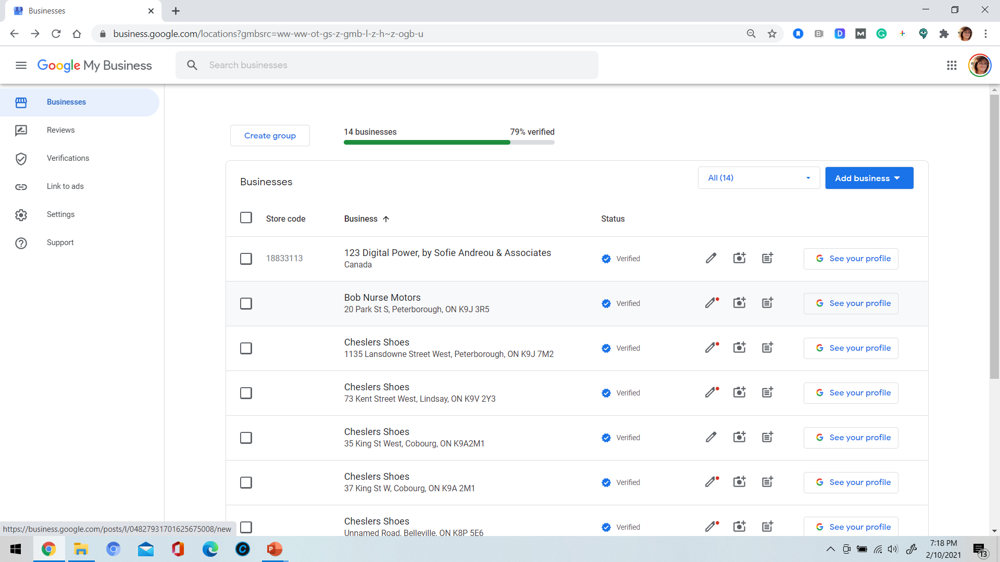 Businesses
business.google.com/locations?gmbsrc=ww-ww-ot-gs-z-gmb-l-z-h~z-ogb-u
Google My Business
Search businesses
Businesses
Reviews
Verifications
Link to ads
Settings
Support
Create group
14 businesses 79% verified
Businesses
All (14)
Add business
Store code Business Status
18833113 123 Digital Power, by Sofie Andreou & Associates Verified See your profile
Canada
Bob Nurse Motors Verified See your profile
20 Park St S, Peterborough, ON K9J 3R5
Cheslers Shoes Verified See your profile
1135 Lansdowne Street West, Peterborough, ON K9J 7M2
Cheslers Shoes Verified See your profile
73 Kent Street West, Lindsay, ON K9V 2Y3
Cheslers Shoes Verified See your profile
35 King St West, Cobourg, ON K9A2M1
Cheslers Shoes Verified See your profile
37 King St W, Cobourg, ON K9A 2M1
Cheslers Shoes Verified See your profile
Unnamed Road, Belleville, ON K8P 5E6
https://business.google.com/posts/l/04827931701625675008/new
7:18 PM
2/10/2021
13